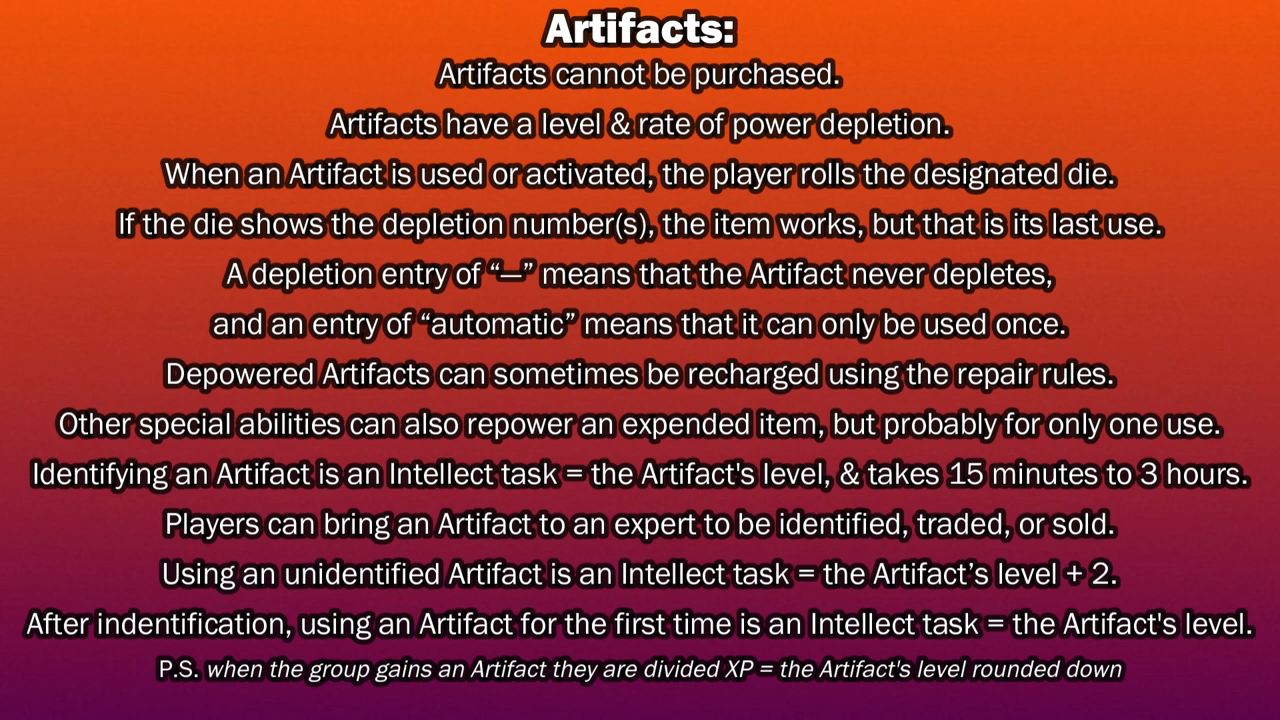 Artifacts:
Artifacts cannot be purchased.
Artifacts have a level & rate of power depletion.
When an Artifact is used or activated, the player rolls the designated die.
If the die shows the depletion number(s), the item works, but that is its last use.
A depletion entry of “—” means that the Artifact never depletes,
and an entry of “automatic” means that it can only be used once.
Depowered Artifacts can sometimes be recharged using the repair rules.
Other special abilities can also repower an expended item, but probably for only one use.
Identifying an Artifact is an Intellect task = the Artifact's level, & takes 15 minutes to 3 hours.
Players can bring an Artifact to an expert to be identified, traded, or sold.
Using an unidentified Artifact is an Intellect task = the Artifact’s level + 2.
After indentification, using an Artifact for the first time is an Intellect task = the Artifact's level.
P.S. when the group gains an Artifact they are divided XP = the Artifact's level rounded down